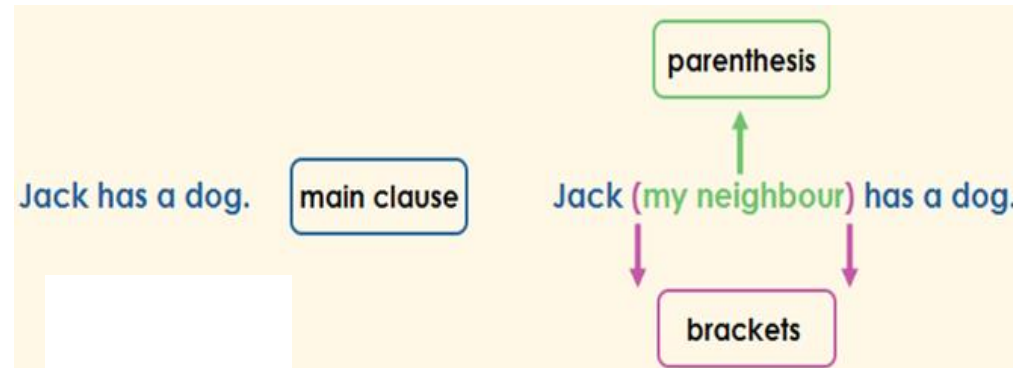 parenthesis
Jack has a dog.
main clause
Jack (my neighbour) has a dog.
brackets